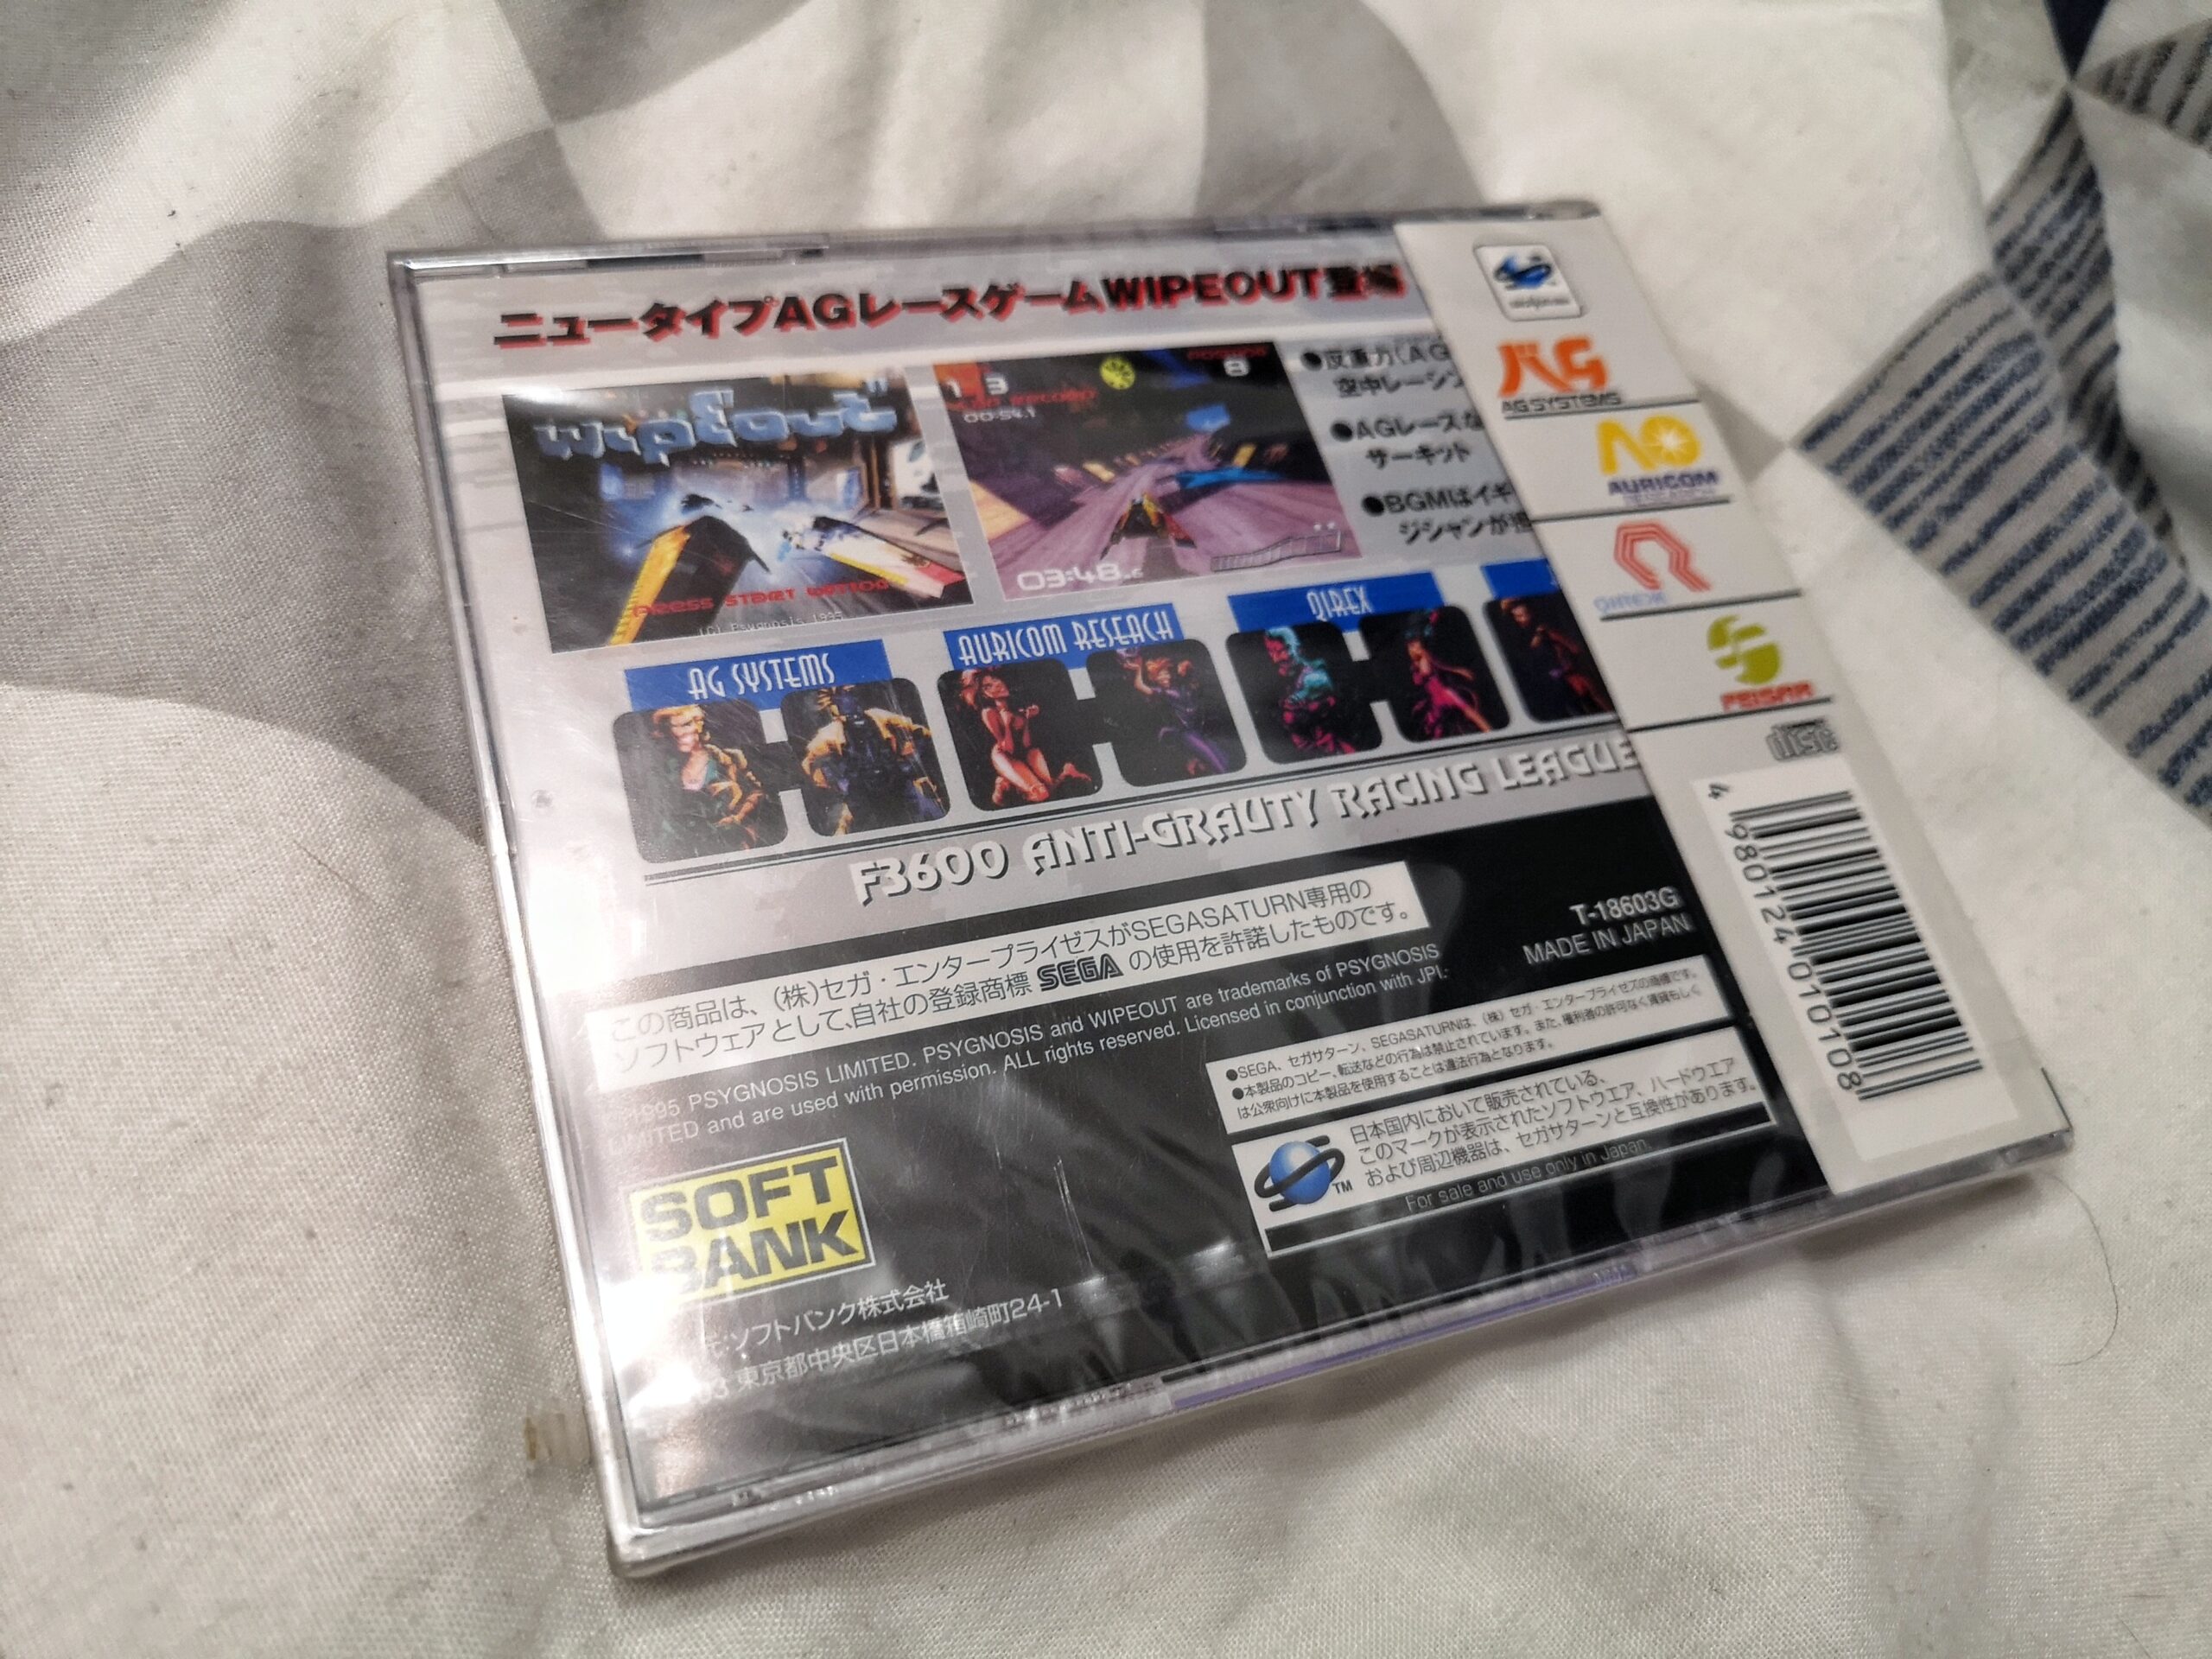 ニュータイプAGレースゲームWIPEOUT登場
wipEout"
PRESS START BUTTON
(C) Psygnosis 1995
1 3
LAP RECORD
00:54.1
POSITION
8
03:48.
●反重力(AG
空中レーシン
●AGレースな
サーキット
●BGMはイギ
ジシャンが
AG SYSTEMS
AURICOM RESEACH
QIREX
F3600 ANTI-GRAUTY RACING LEAGUE
この商品は、(株)セガ・エンタープライゼスがSEGASATURN専用の
ソフトウェアとして、自社の登録商標 SEGA の使用を許諾したものです。
1995 PSYGNOSIS LIMITED. PSYGNOSIS and WIPEOUT are trademarks of PSYGNOSIS
LIMITED and are used with permission. ALL rights reserved. Licensed in conjunction with JPI.
T-18603G
MADE IN JAPAN
●SEGA、セガサターン、SEGASATURNは、(株)セガ・エンタープライゼスの商標です。
●本製品のコピー、転送などの行為は禁止されています。また、権利者の許可なく賃貸もしく
は公衆向けに本製品を使用することは違法行為となります。
日本国内において販売されている、
このマークが表示されたソフトウエア、ハードウエア
および周辺機器は、セガサターンと互換性があります。
TM
For sale and use only in Japan.
SOFT
BANK
元:ソフトバンク株式会社
03 東京都中央区日本橋箱崎町24-1
AG SYSTEMS
AURICOM
QIREX
FEISAR
disc
4 980124 010108